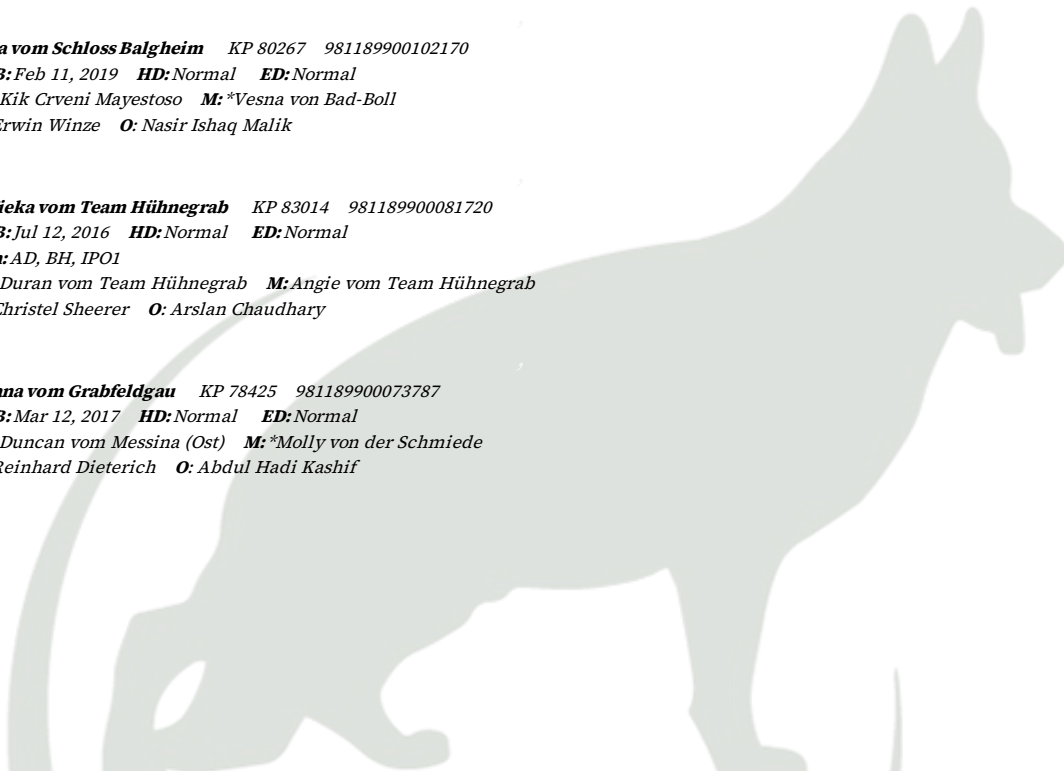 a vom Schloss Balgheim KP 80267 981189900102170
B: Feb 11, 2019 HD: Normal ED: Normal
Kik Crveni Mayestoso M: *Vesna von Bad-Boll
Erwin Winze O: Nasir Ishaq Malik
ieka vom Team Hühnegrab KP 83014 981189900081720
B: Jul 12, 2016 HD: Normal ED: Normal
: AD, BH, IPO1
Duran vom Team Hühnegrab M: Angie vom Team Hühnegrab
Christel Sheerer O: Arslan Chaudhary
na vom Grabfeldgau KP 78425 981189900073787
B: Mar 12, 2017 HD: Normal ED: Normal
Duncan vom Messina (Ost) M: *Molly von der Schmiede
Reinhard Dieterich O: Abdul Hadi Kashif